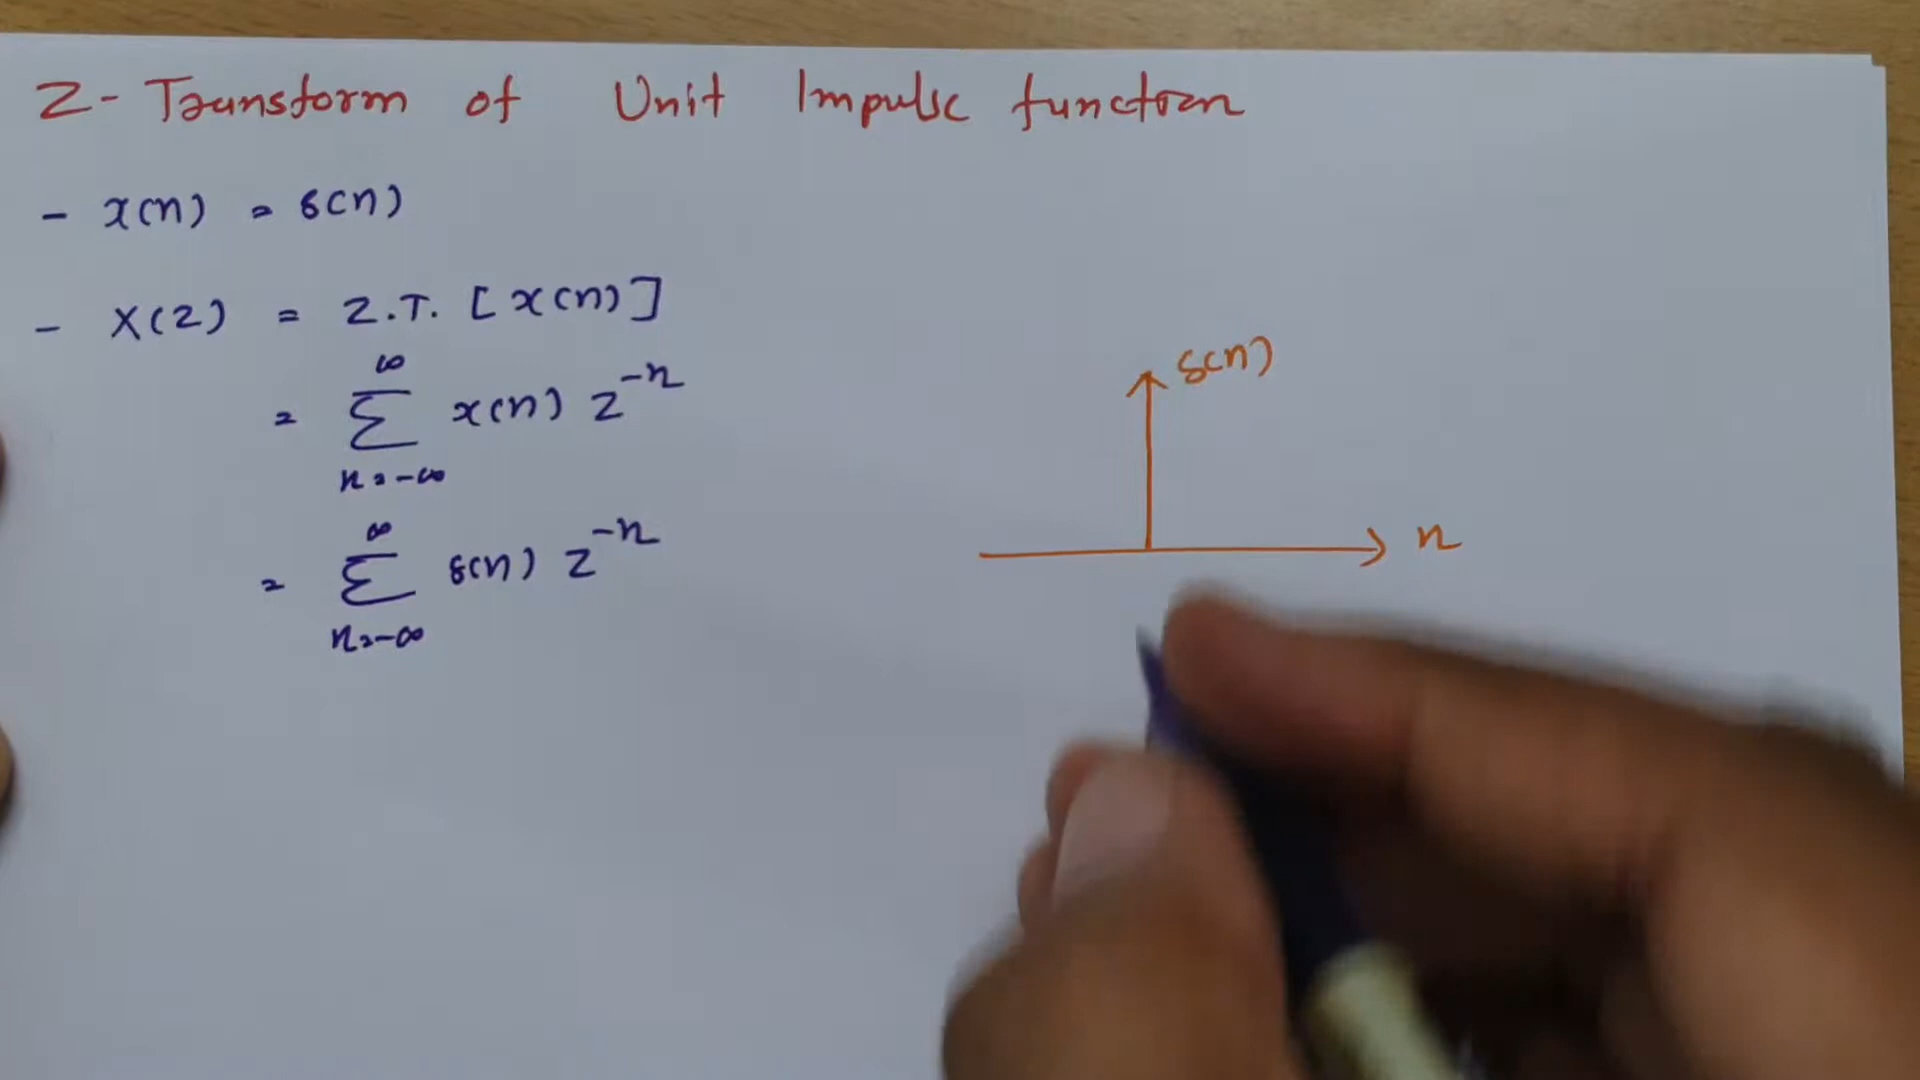 Z-Transform of Unit Impulse function
- x(n) = δ(n)
- X(Z) = Z.T. [x(n)]
∞
= Σ x(n) Z^-n
n=-∞
∞
= Σ δ(n) Z^-n
n=-∞
δ(n)
n